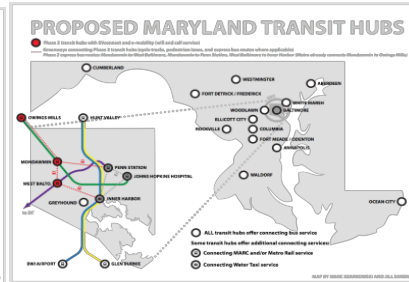 PROPOSED MARYLAND TRANSIT HUBS
CUMBERLAND
WESTMINSTER
ABERDEEN
FORT DETRICK / FREDERICK
WHITE MARSH
OWINGS MILLS
HUNT VALLEY
WOODLAWN
BALTIMORE
ELLICOTT CITY
ROCKVILLE
COLUMBIA
FORT MEADE / ODENTON
ANNAPOLIS
MONDAWMIN
PENN STATION
JOHNS HOPKINS HOSPITAL
WEST BALTO.
WALDORF
GREYHOUND
INNER HARBOR
OCEAN CITY
to DC
ALL transit hubs offer connecting bus service
Some transit hubs offer additional connecting services:
Connecting MARC and/or Metro Rail service
Connecting Water Taxi service
BWI AIRPORT
GLEN BURNIE